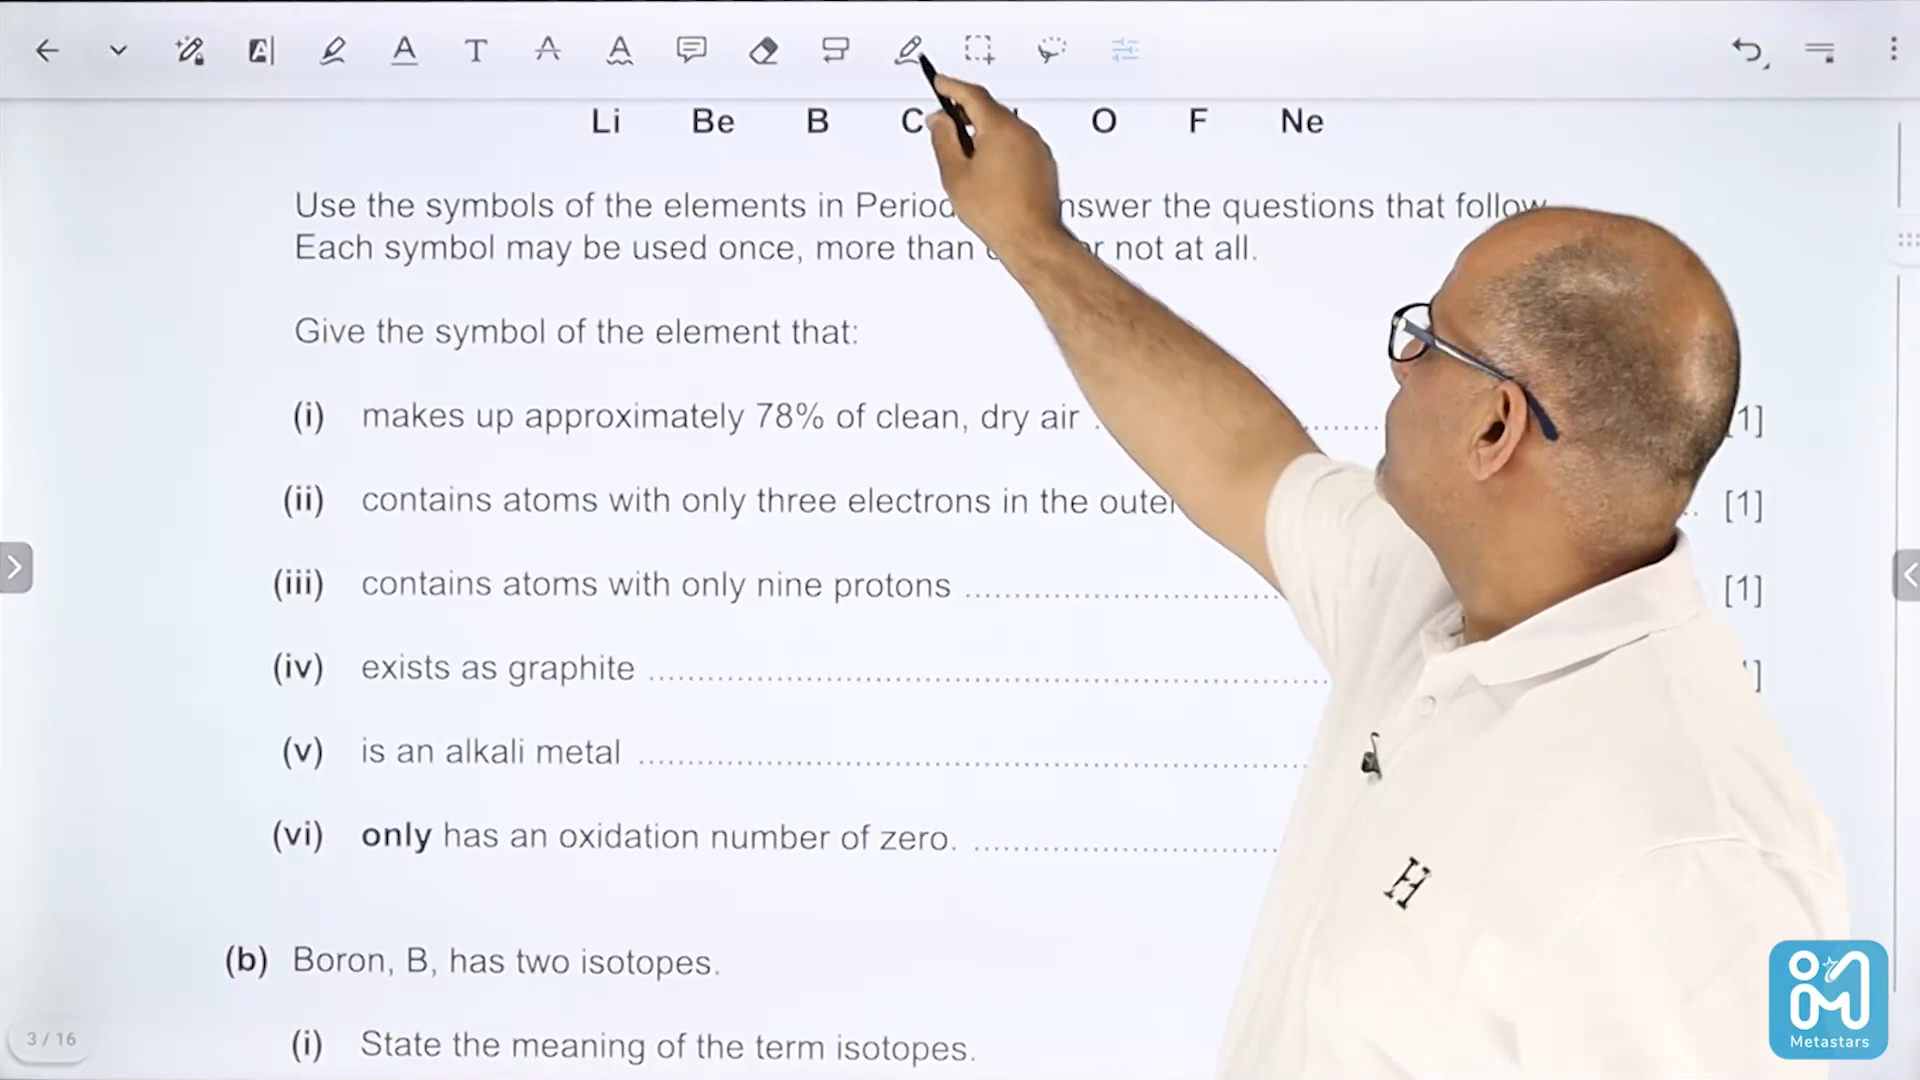 Li Be B C O F Ne
Use the symbols of the elements in Period answer the questions that follow.
Each symbol may be used once, more than or not at all.
Give the symbol of the element that:
(i) makes up approximately 78% of clean, dry air ........ [1]
(ii) contains atoms with only three electrons in the outer .. [1]
(iii) contains atoms with only nine protons ........................................ [1]
(iv) exists as graphite ........................................
(v) is an alkali metal ........................................
(vi) only has an oxidation number of zero. ........................................
(b) Boron, B, has two isotopes.
(i) State the meaning of the term isotopes.
3 / 16
H
Metastars